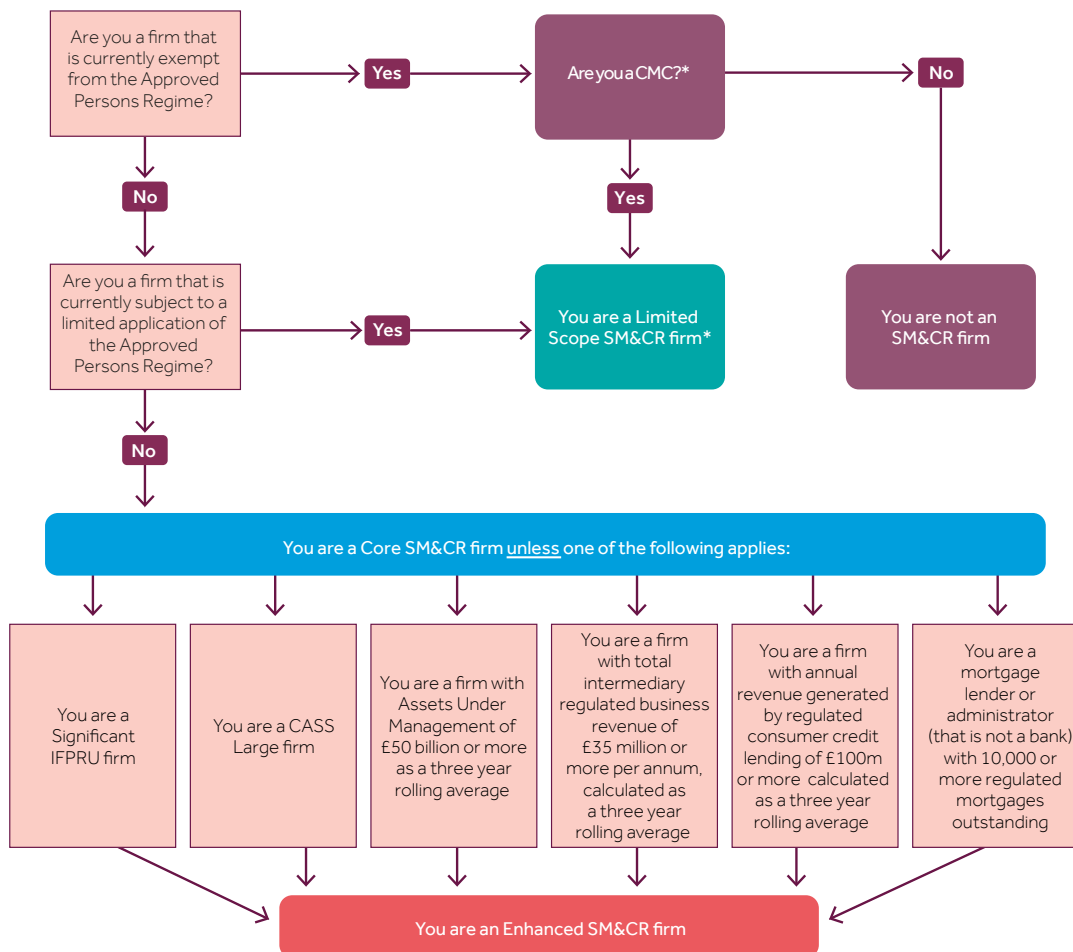 Are you a firm that
is currently exempt
from the Approved
Persons Regime?
Yes
Are you a CMC?*
No
No
Yes
Are you a firm that is
currently subject to a
limited application of
the Approved
Persons Regime?
Yes
You are a Limited
Scope SM&CR firm*
You are not an
SM&CR firm
No
You are a Core SM&CR firm unless one of the following applies:
You are a
Significant
IFPRU firm
You are a CASS
Large firm
You are a firm with
Assets Under
Management of
£50 billion or more
as a three year
rolling average
You are a firm
with total
intermediary
regulated business
revenue of
£35 million or
more per annum,
calculated as
a three year
rolling average
You are a firm
with annual
revenue generated
by regulated
consumer credit
lending of £100m
or more calculated
as a three year
rolling average
You are a
mortgage
lender or
administrator
(that is not a bank)
with 10,000 or
more regulated
mortgages
outstanding
You are an Enhanced SM&CR firm